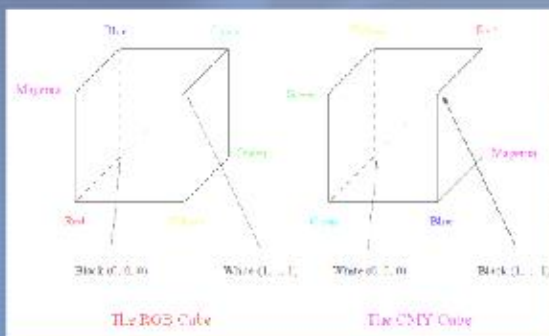 Blue
Cyan
Yellow
Red
Magenta
Green
Green
Magenta
Red
Yellow
Cyan
Blue
Black (0, 0, 0)
White (1, 1, 1)
White (0, 0, 0)
Black (1, 1, 1)
The RGB Cube
The CMY Cube